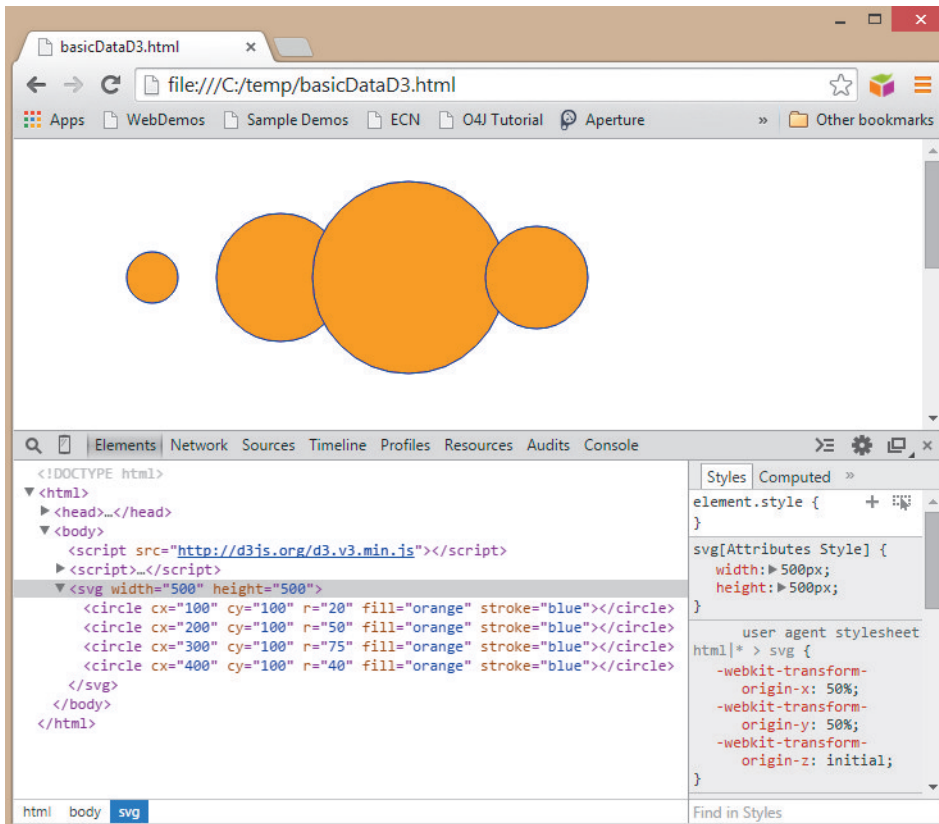 basicDataD3.html
file:///C:/temp/basicDataD3.html
Apps WebDemos Sample Demos ECN O4J Tutorial Aperture » Other bookmarks
Elements Network Sources Timeline Profiles Resources Audits Console
<!DOCTYPE html>
<html>
<head>…</head>
<body>
<script src="http://d3js.org/d3.v3.min.js"></script>
<script>…</script>
<svg width="500" height="500">
<circle cx="100" cy="100" r="20" fill="orange" stroke="blue"></circle>
<circle cx="200" cy="100" r="50" fill="orange" stroke="blue"></circle>
<circle cx="300" cy="100" r="75" fill="orange" stroke="blue"></circle>
<circle cx="400" cy="100" r="40" fill="orange" stroke="blue"></circle>
</svg>
</body>
</html>
html body svg
Styles Computed »
element.style {
}
svg[Attributes Style] {
width: 500px;
height: 500px;
}
user agent stylesheet
html|* > svg {
-webkit-transform-
origin-x: 50%;
-webkit-transform-
origin-y: 50%;
-webkit-transform-
origin-z: initial;
}
Find in Styles